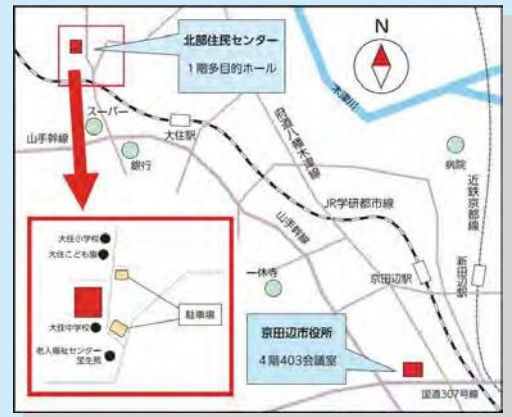 北部住民センター
1階多目的ホール
N
木津川
スーパー
山手幹線
大住駅
銀行
府道八幡木津線
病院
近鉄京都線
JR学研都市線
山手幹線
新田辺駅
京田辺駅
一休寺
大住小学校
大住こども園
駐車場
大住中学校
老人福祉センター
宝生苑
京田辺市役所
4階403会議室
国道307号線